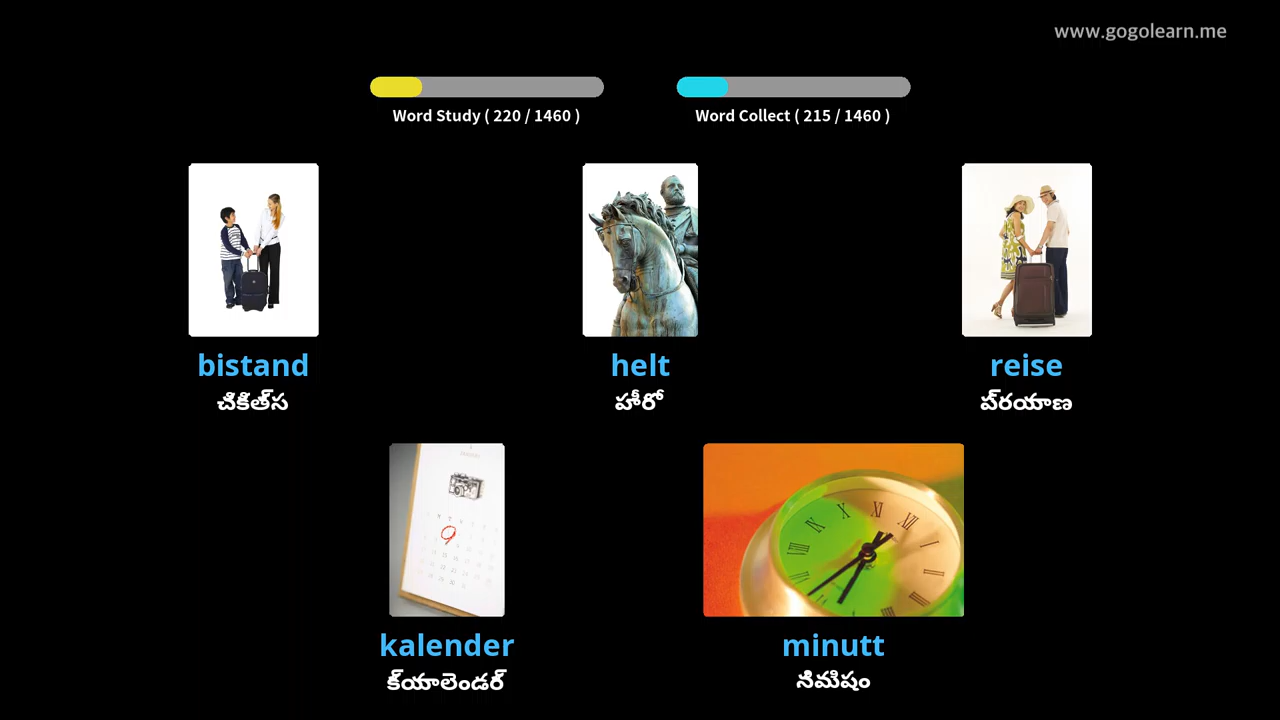 www.gogolearn.me
Word Study ( 220 / 1460 )
Word Collect ( 215 / 1460 )
bistand
చికిత్స
helt
హీరో
reise
ప్రయాణ
kalender
క్యాలెండర్
minutt
నిమిషం